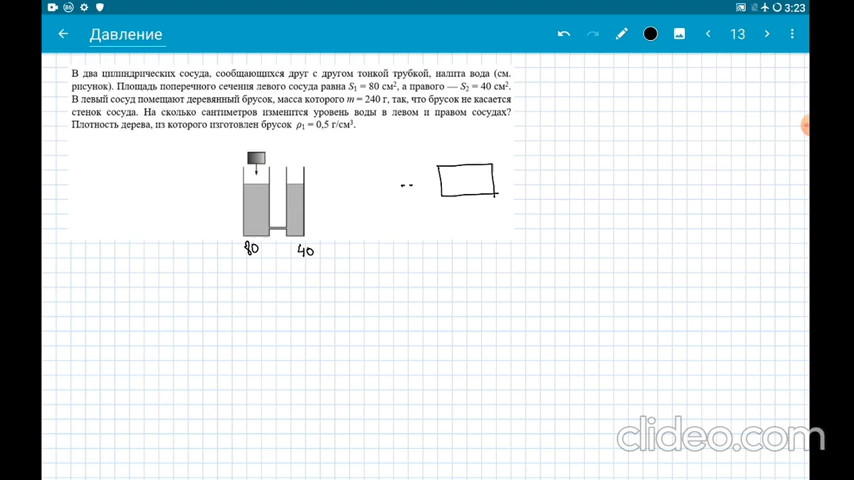 86
3:23
Давление
13
В два цилиндрических сосуда, сообщающихся друг с другом тонкой трубкой, налита вода (см.
рисунок). Площадь поперечного сечения левого сосуда равна S₁ = 80 см², а правого — S₂ = 40 см².
В левый сосуд помещают деревянный брусок, масса которого m = 240 г, так, что брусок не касается
стенок сосуда. На сколько сантиметров изменится уровень воды в левом и правом сосудах?
Плотность дерева, из которого изготовлен брусок ρ₁ = 0,5 г/см³.
80 40
clideo.com